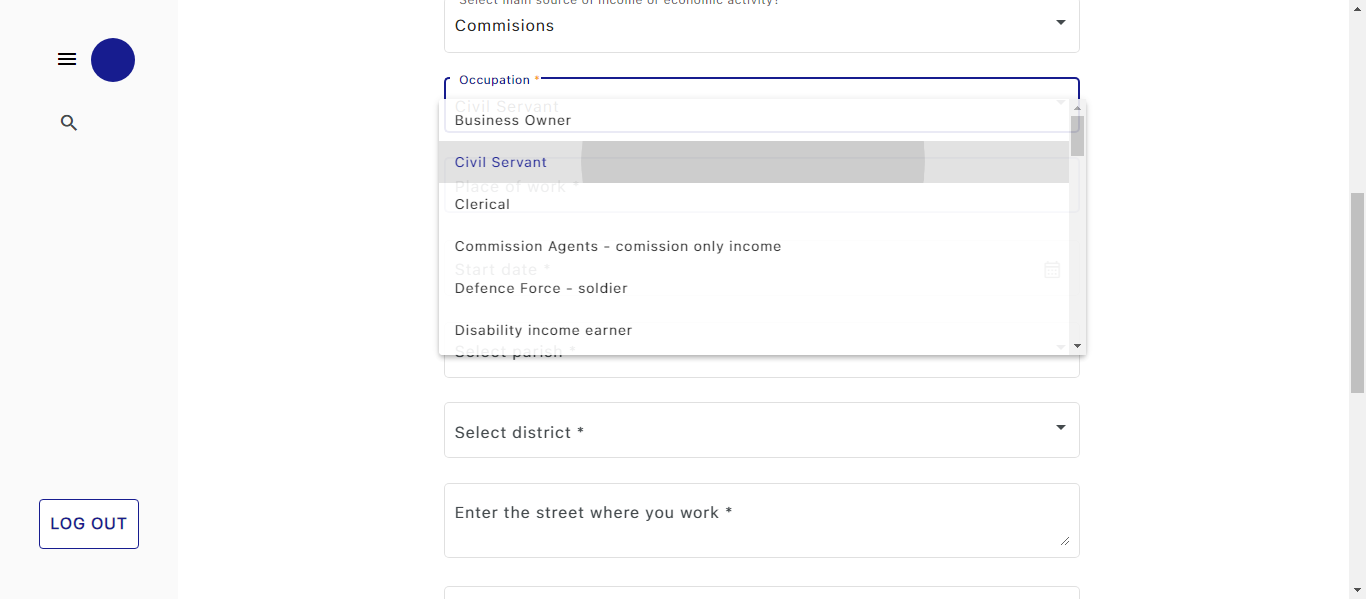 Select main source of income or economic activity?
Commisions
Occupation *
Civil Servant
Business Owner
Civil Servant
Place of work *
Clerical
Commission Agents - comission only income
Start date *
Defence Force - soldier
Disability income earner
Select parish *
Select district *
Enter the street where you work *
LOG OUT